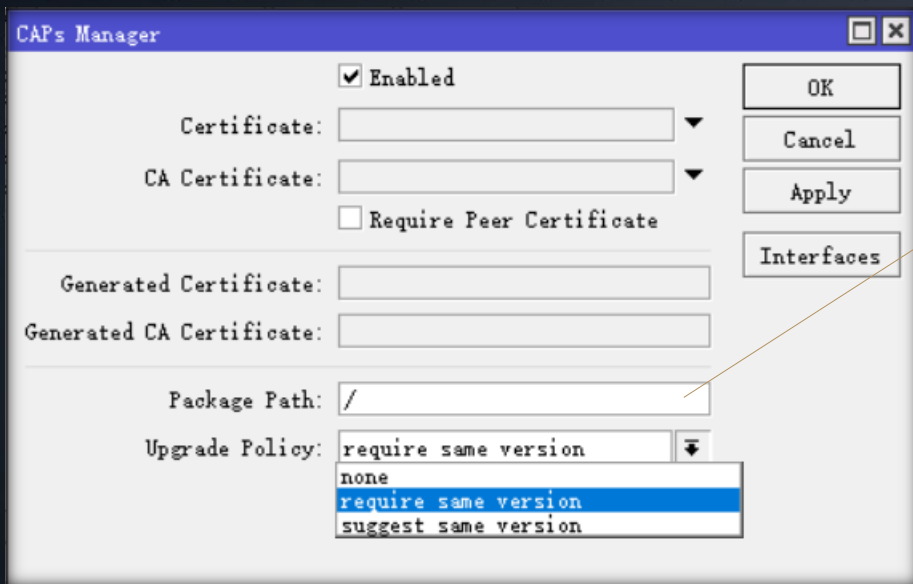 CAPs Manager
Enabled
OK
Certificate:
Cancel
CA Certificate:
Apply
Require Peer Certificate
Interfaces
Generated Certificate:
Generated CA Certificate:
Package Path: /
Upgrade Policy: require same version
none
require same version
suggest same version